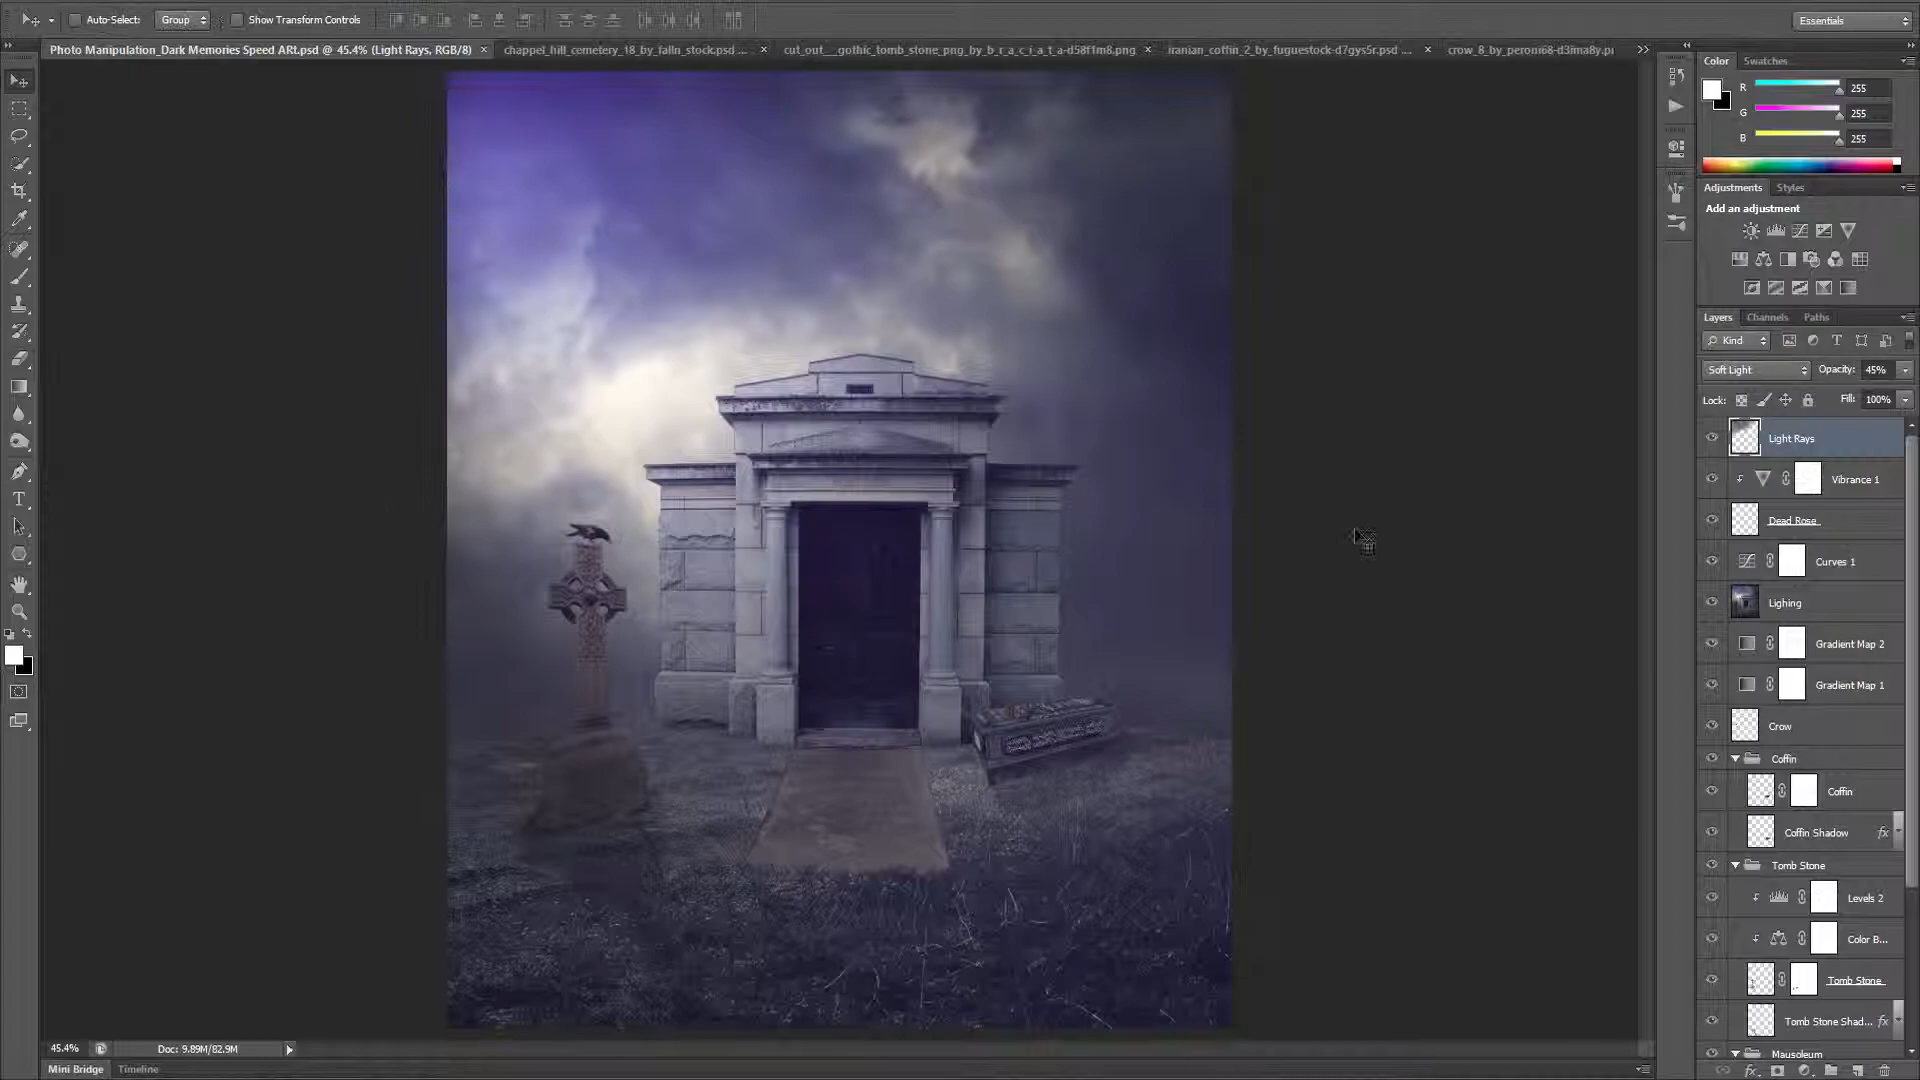 Auto-Select:
Group
Show Transform Controls
Essentials
Photo Manipulation_Dark Memories Speed ARt.psd @ 45.4% (Light Rays, RGB/8)
chappel_hill_cemetery_18_by_falln_stock.psd ...
cut_out__gothic_tomb_stone_png_by_b_r_a_c_i_a_t_a-d58f1m8.png
iranian_coffin_2_by_fuguestock-d7gys5r.psd ...
crow_8_by_peroni68-d3ima8y.p
Color
Swatches
R
255
G
255
B
255
Adjustments
Styles
Add an adjustment
Layers
Channels
Paths
Kind
Soft Light
Opacity:
45%
Lock:
Fill:
100%
Light Rays
Vibrance 1
Dead Rose
Curves 1
Lighing
Gradient Map 2
Gradient Map 1
Crow
Coffin
Coffin
Coffin Shadow
fx
Tomb Stone
Levels 2
Color B...
Tomb Stone
Tomb Stone Shad...
fx
Mausoleum
45.4%
Doc: 9.89M/82.9M
Mini Bridge
Timeline